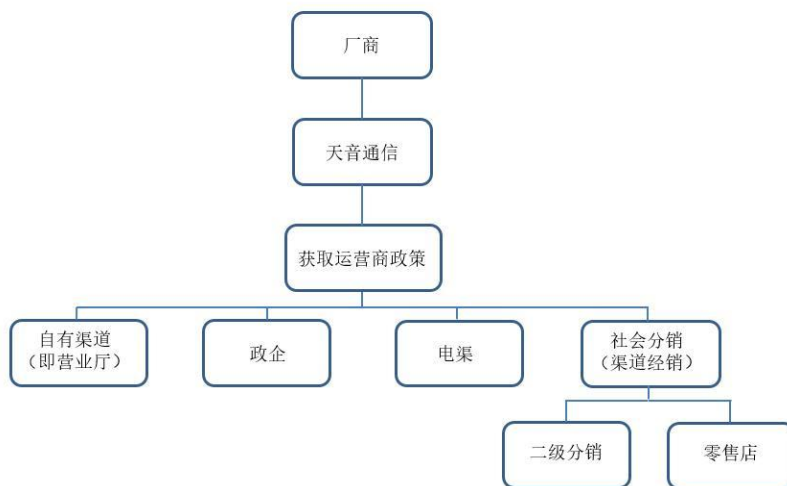 厂商
天音通信
获取运营商政策
自有渠道
（即营业厅）
政企
电渠
社会分销
（渠道经销）
二级分销
零售店